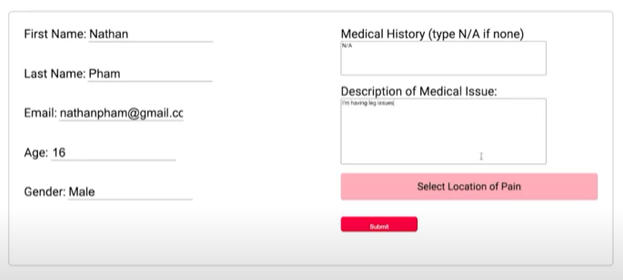 First Name: Nathan
Last Name: Pham
Email: nathanpham@gmail.cc
Age: 16
Gender: Male
Medical History (type N/A if none)
N/A
Description of Medical Issue:
I'm having leg issues
Select Location of Pain
Submit